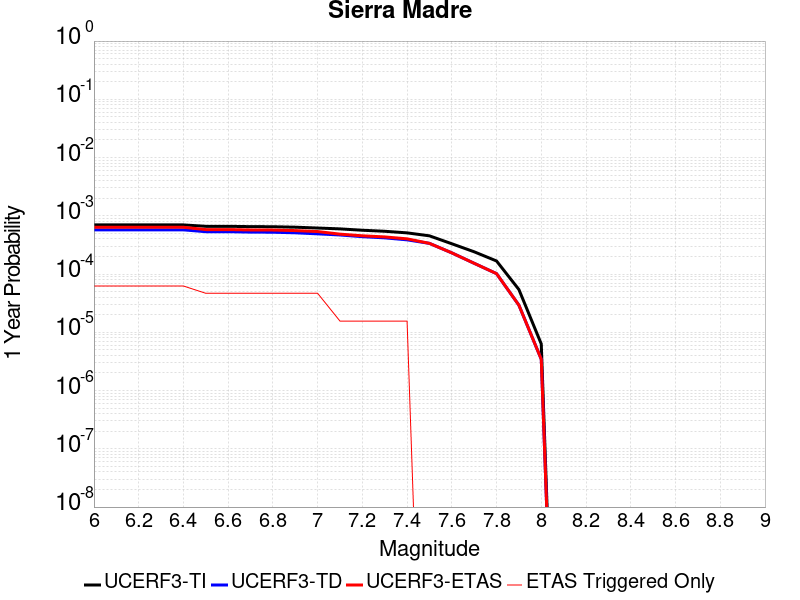 Sierra Madre
10 0
10 -1
10 -2
10 -3
10 -4
10 -5
10 -6
10 -7
10 -8
1 Year Probability
6 6.2 6.4 6.6 6.8 7 7.2 7.4 7.6 7.8 8 8.2 8.4 8.6 8.8 9
Magnitude
UCERF3-TI UCERF3-TD UCERF3-ETAS ETAS Triggered Only